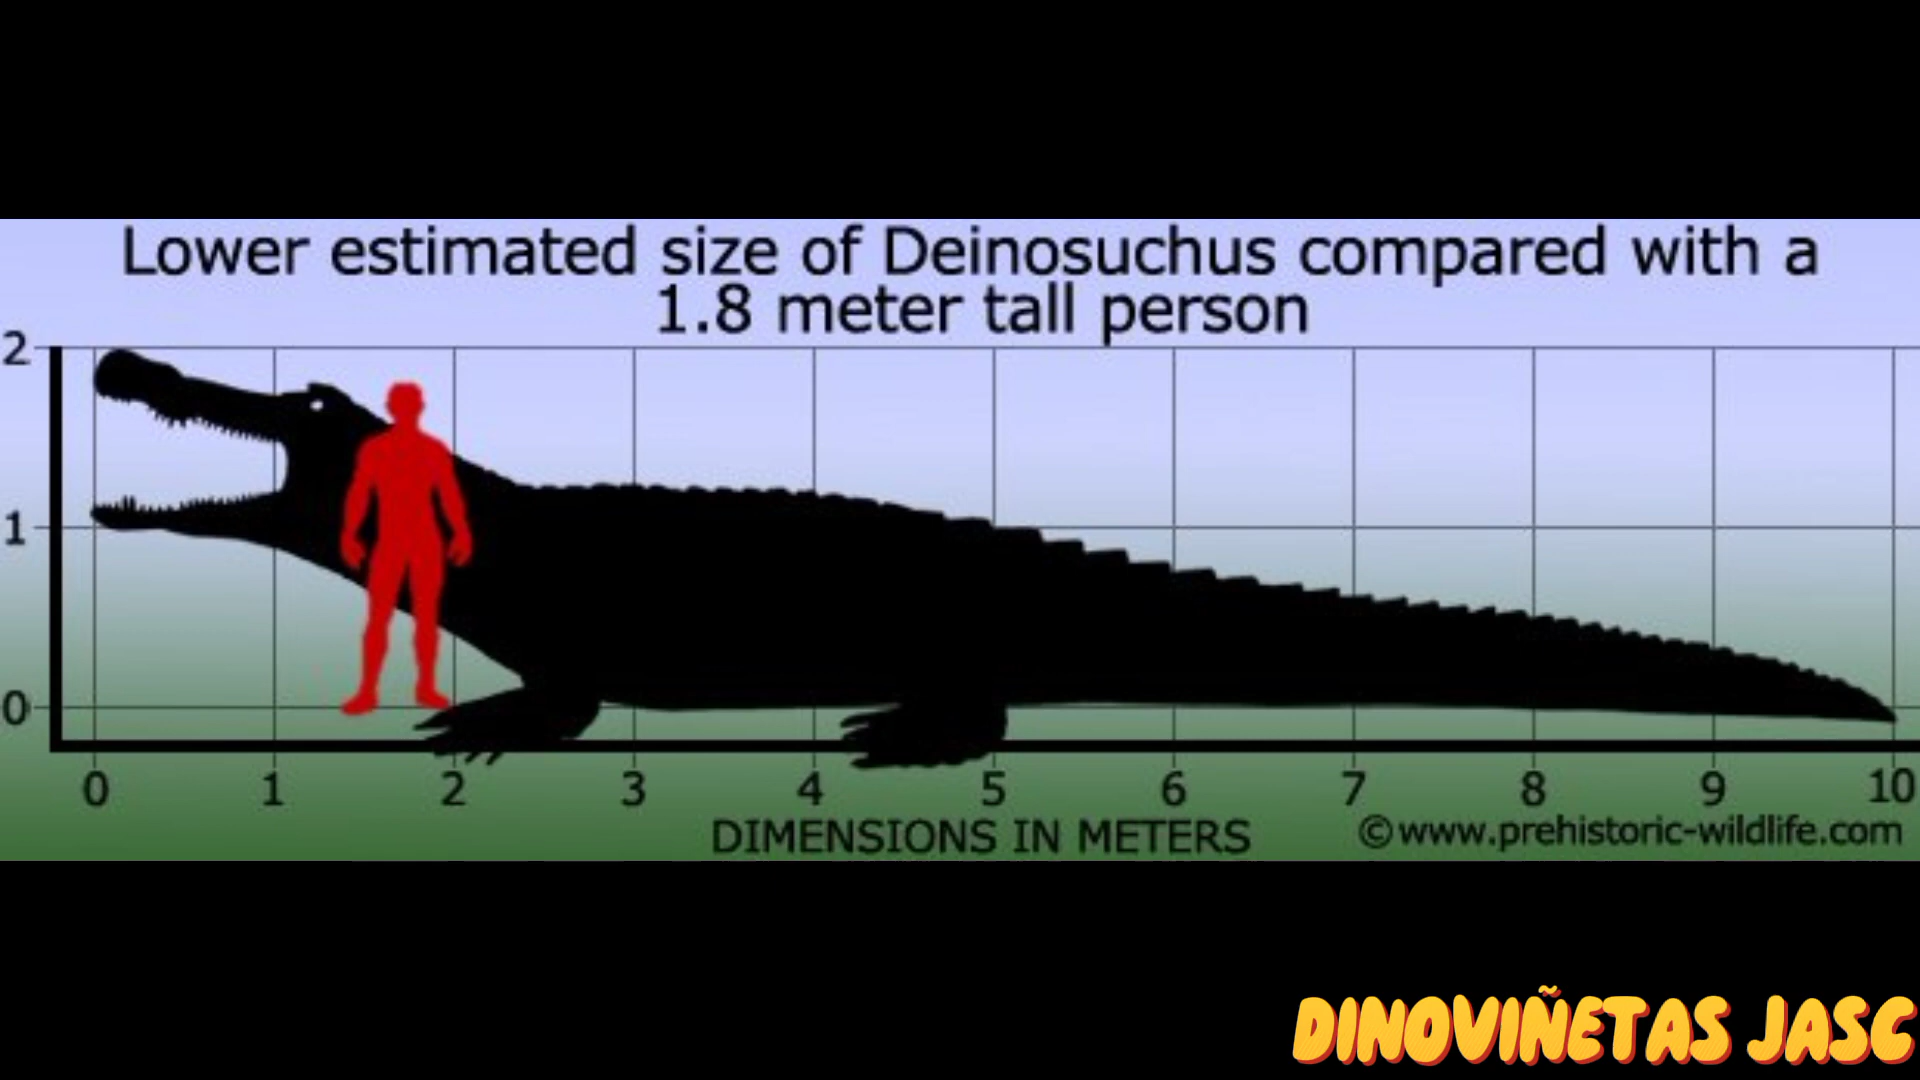 Lower estimated size of Deinosuchus compared with a
1.8 meter tall person
2
1
0
0 1 2 3 4 5 6 7 8 9 10
DIMENSIONS IN METERS
©www.prehistoric-wildlife.com
DINOVIÑETAS JASC